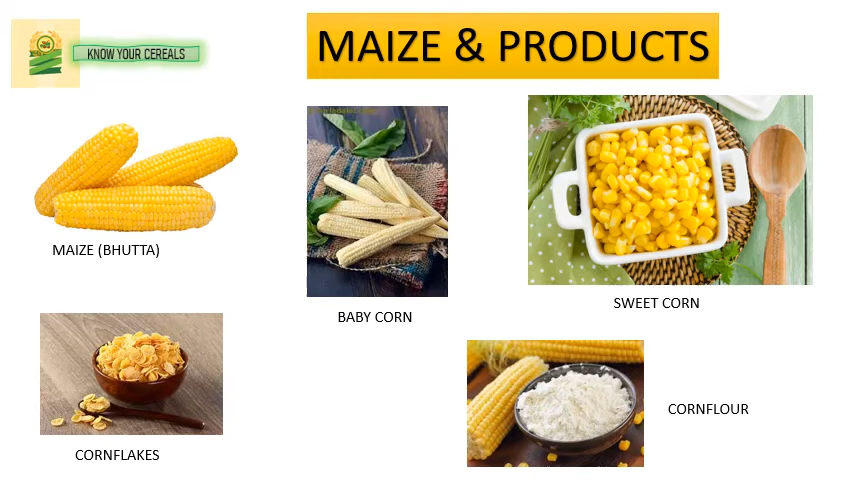 KNOW YOUR CEREALS
MAIZE & PRODUCTS
MAIZE (BHUTTA)
BABY CORN
SWEET CORN
CORNFLAKES
CORNFLOUR